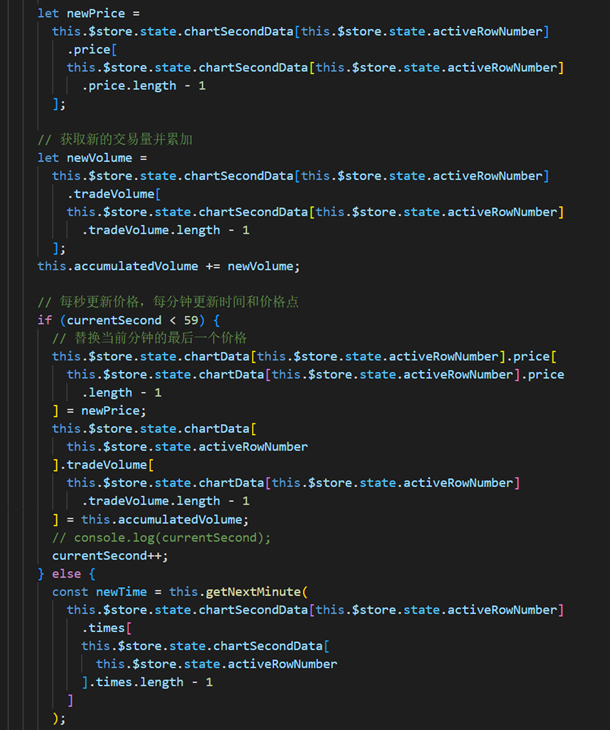 let newPrice =
this.$store.state.chartSecondData[this.$store.state.activeRowNumber]
.price[
this.$store.state.chartSecondData[this.$store.state.activeRowNumber]
.price.length - 1
];
// 获取新的交易量并累加
let newVolume =
this.$store.state.chartSecondData[this.$store.state.activeRowNumber]
.tradeVolume[
this.$store.state.chartSecondData[this.$store.state.activeRowNumber]
.tradeVolume.length - 1
];
this.accumulatedVolume += newVolume;
// 每秒更新价格，每分钟更新时间和价格点
if (currentSecond < 59) {
// 替换当前分钟的最后一个价格
this.$store.state.chartData[this.$store.state.activeRowNumber].price[
this.$store.state.chartData[this.$store.state.activeRowNumber].price
.length - 1
] = newPrice;
this.$store.state.chartData[
this.$store.state.activeRowNumber
].tradeVolume[
this.$store.state.chartData[this.$store.state.activeRowNumber]
.tradeVolume.length - 1
] = this.accumulatedVolume;
// console.log(currentSecond);
currentSecond++;
} else {
const newTime = this.getNextMinute(
this.$store.state.chartSecondData[this.$store.state.activeRowNumber]
.times[
this.$store.state.chartSecondData[
this.$store.state.activeRowNumber
].times.length - 1
]
);